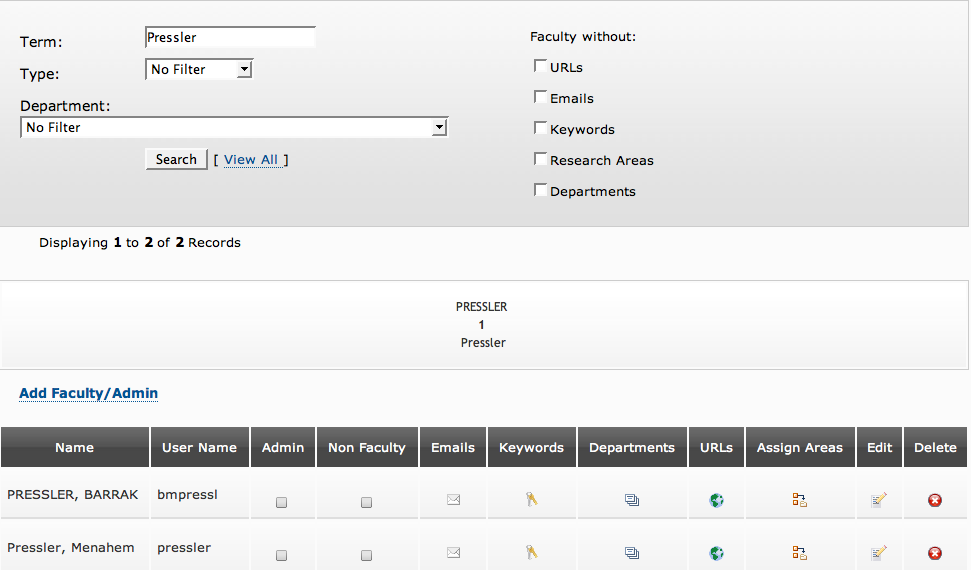 Term: Pressler
Type: No Filter
Department:
No Filter
Search [ View All ]
Faculty without:
URLs
Emails
Keywords
Research Areas
Departments
Displaying 1 to 2 of 2 Records
PRESSLER
1
Pressler
Add Faculty/Admin
Name User Name Admin Non Faculty Emails Keywords Departments URLs Assign Areas Edit Delete
PRESSLER, BARRAK bmpressl
Pressler, Menahem pressler